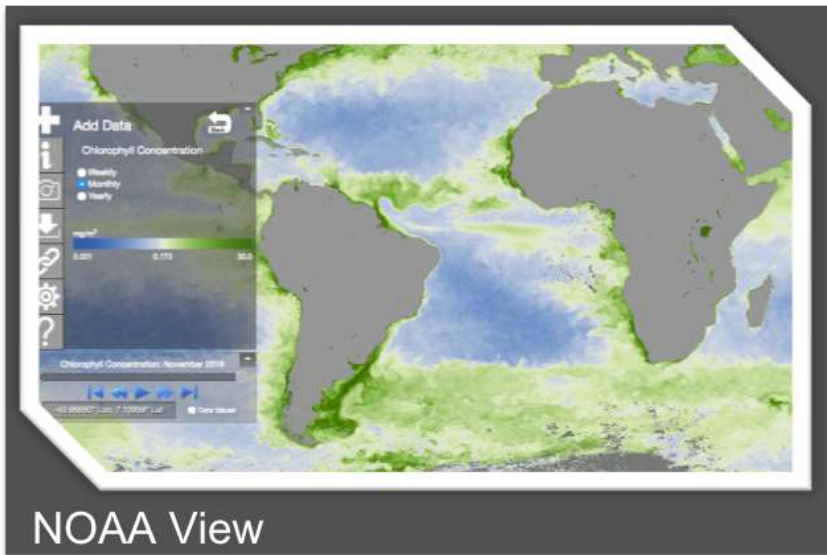 Add Data
Back
Chlorophyll Concentration
Weekly
Monthly
Yearly
mg/m³
0.001 0.173 30.0
Chlorophyll Concentration: November 2016
Data Values
NOAA View